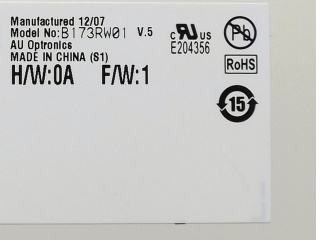 Manufactured 12/07
Model No:B173RW01 V.5
AU Optronics
MADE IN CHINA (S1)
H/W:0A F/W:1
c RU us
E204356
Pb
RoHS
15